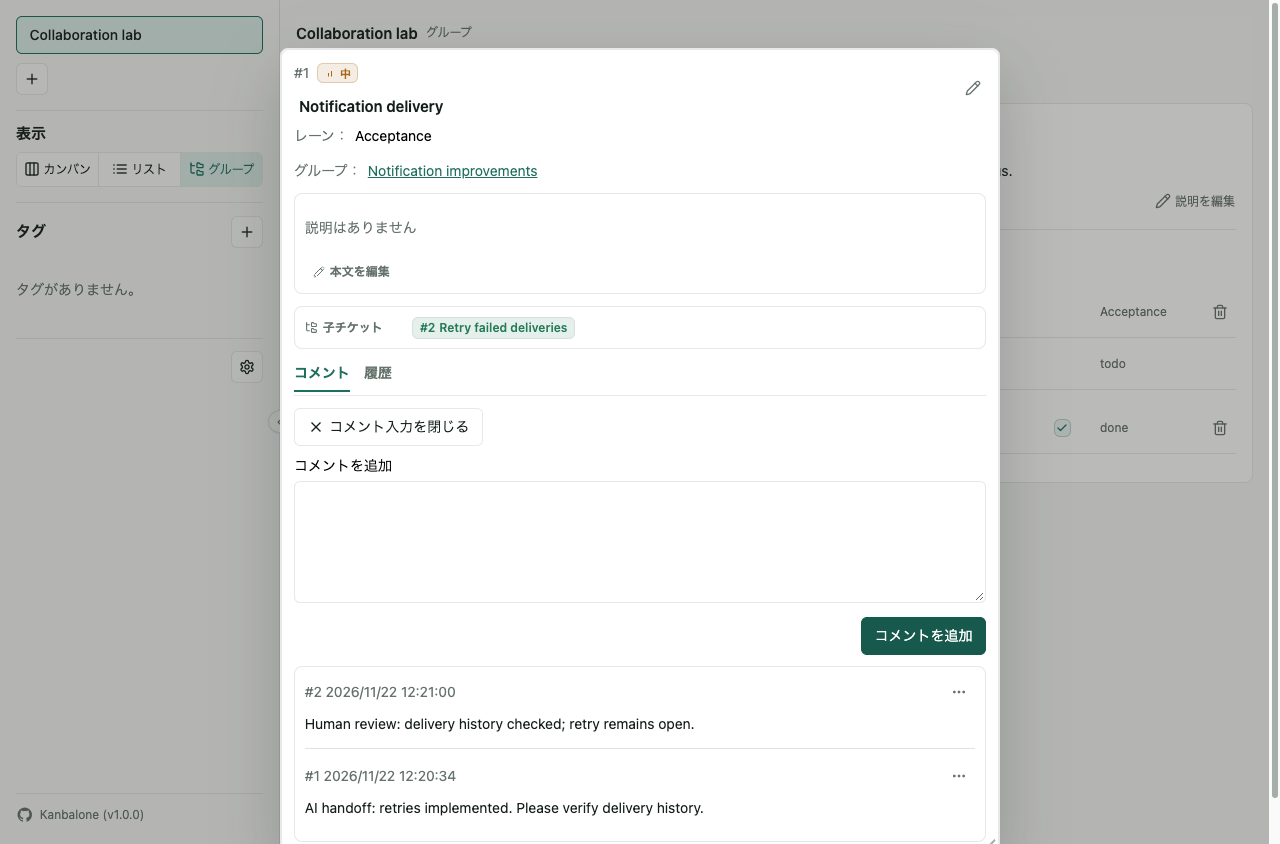 Collaboration lab
表示
カンバン リスト グループ
タグ
タグがありません。
Kanbalone (v1.0.0)
Collaboration lab グループ
s.
説明を編集
Acceptance
todo
done
#1 中
Notification delivery
レーン： Acceptance
グループ： Notification improvements
説明はありません
本文を編集
子チケット #2 Retry failed deliveries
コメント 履歴
コメント入力を閉じる
コメントを追加
コメントを追加
#2 2026/11/22 12:21:00
Human review: delivery history checked; retry remains open.
#1 2026/11/22 12:20:34
AI handoff: retries implemented. Please verify delivery history.